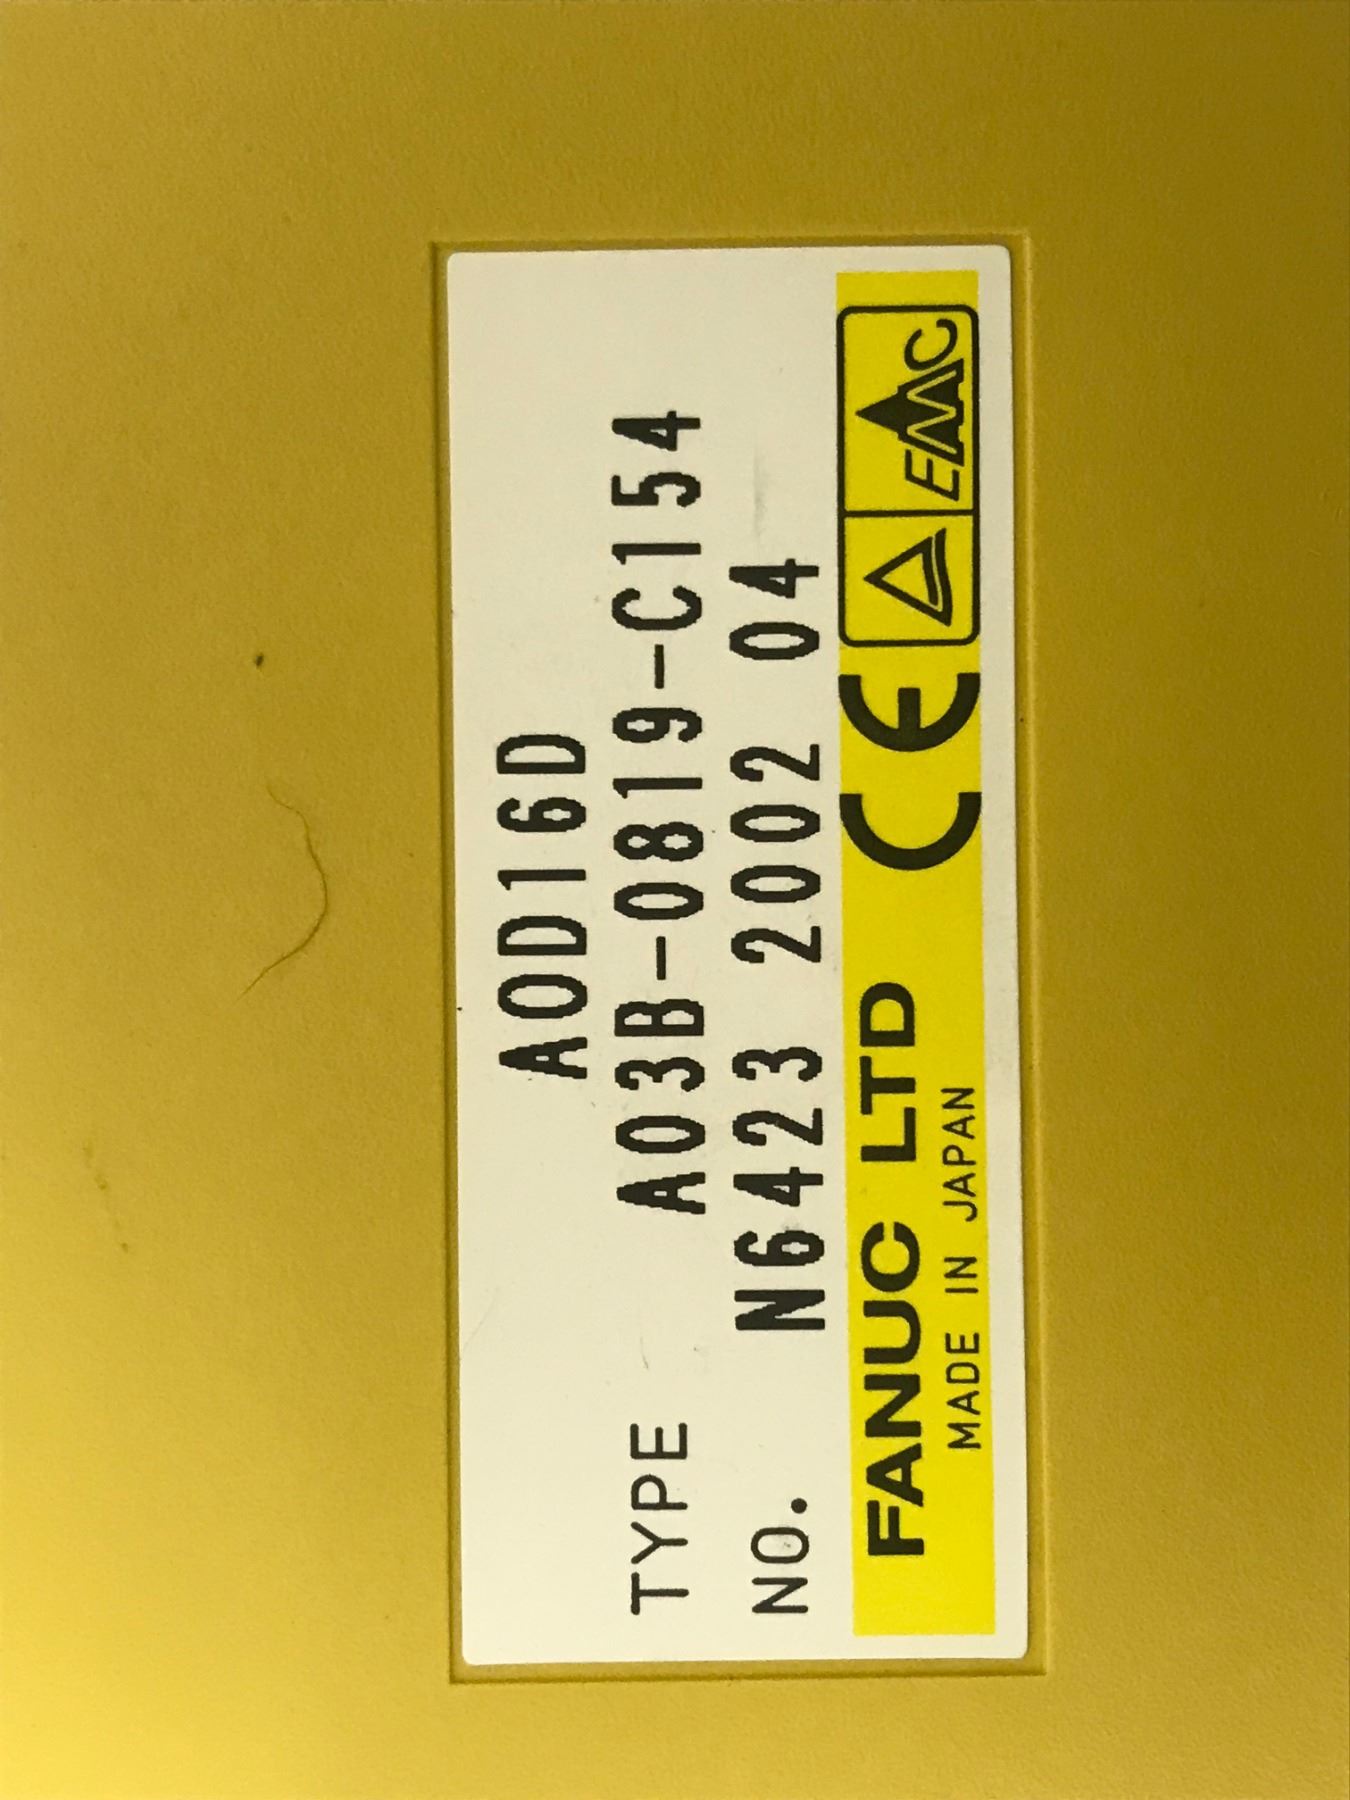 AOD16D
TYPE A03B-0819-C154
NO. N6423 2002 04
FANUC LTD CE EMC
MADE IN JAPAN